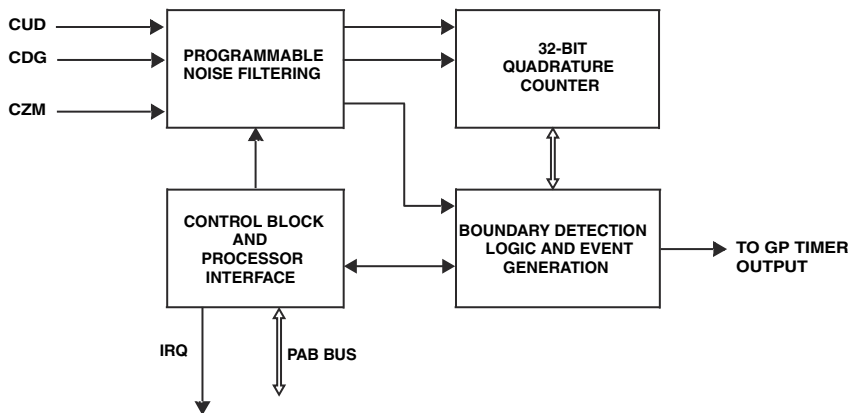 CUD
CDG
CZM
PROGRAMMABLE
NOISE FILTERING
32-BIT
QUADRATURE
COUNTER
CONTROL BLOCK
AND
PROCESSOR
INTERFACE
BOUNDARY DETECTION
LOGIC AND EVENT
GENERATION
TO GP TIMER
OUTPUT
IRQ
PAB BUS